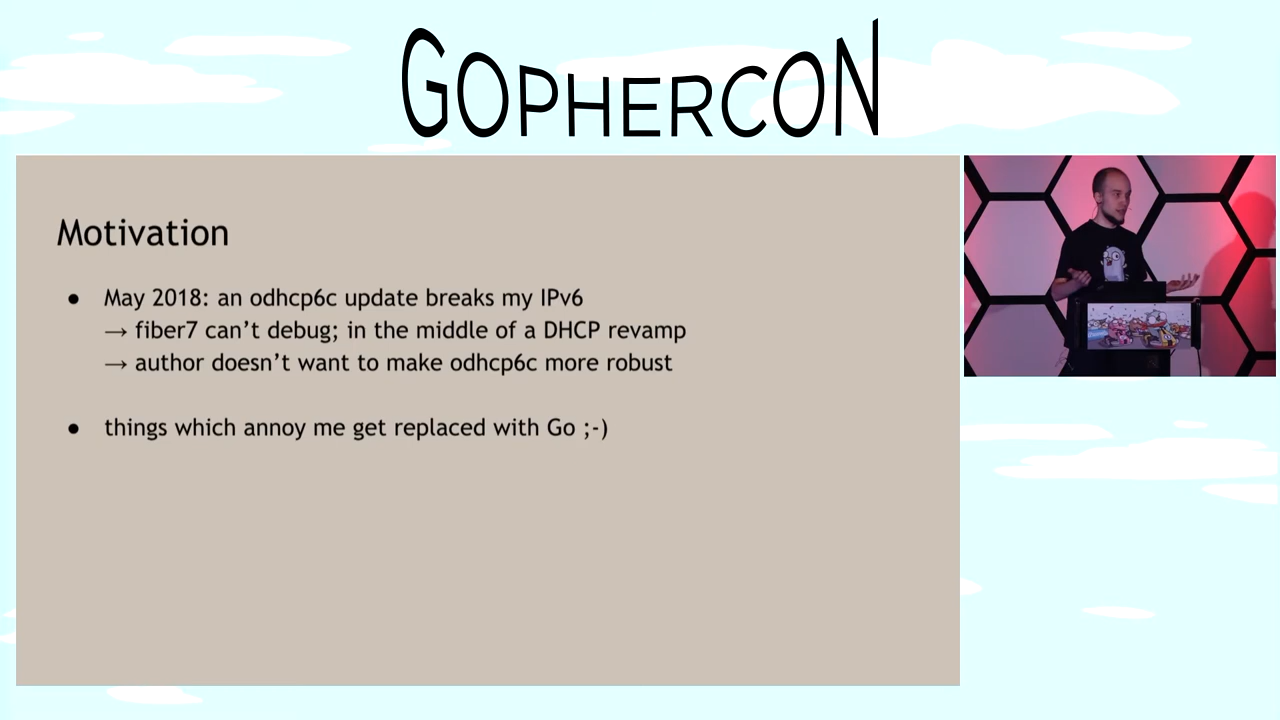 GOPHERCON
Motivation
● May 2018: an odhcp6c update breaks my IPv6
→ fiber7 can’t debug; in the middle of a DHCP revamp
→ author doesn’t want to make odhcp6c more robust
● things which annoy me get replaced with Go ;-)